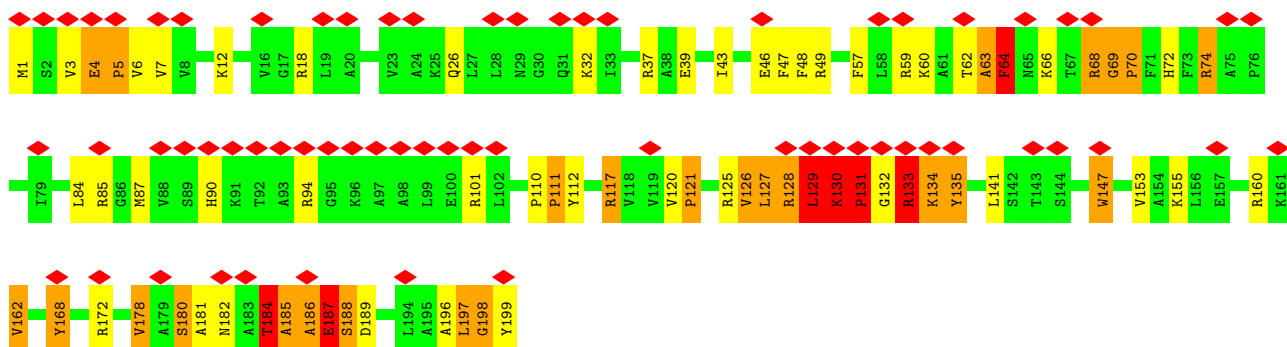 M1 S2 V3 E4 P5 V6 V7 V8 K12 V16 G17 R18 L19 A20 V23 A24 K25 Q26 L27 L28 N29 G30 Q31 K32 I33 R37 A38 E39 I43 E46 F47 F48 R49 F57 L58 R59 K60 A61 T62 A63 F64 N65 K66 T67 R68 G69 P70 F71 H72 F73 R74 A75 P76
I79 L84 R85 G86 M87 V88 S89 H90 K91 T92 A93 R94 G95 K96 A97 A98 L99 E100 R101 L102 P110 P111 Y112 R117 V118 V119 V120 P121 R125 V126 L127 R128 L129 K130 P131 G132 R133 K134 Y135 L141 S142 T143 S144 W147 V153 A154 K155 L156 E157 R160 K161
V162 Y168 R172 V178 A179 S180 A181 N182 A183 T184 A185 A186 E187 S188 D189 L194 A195 A196 L197 G198 Y199